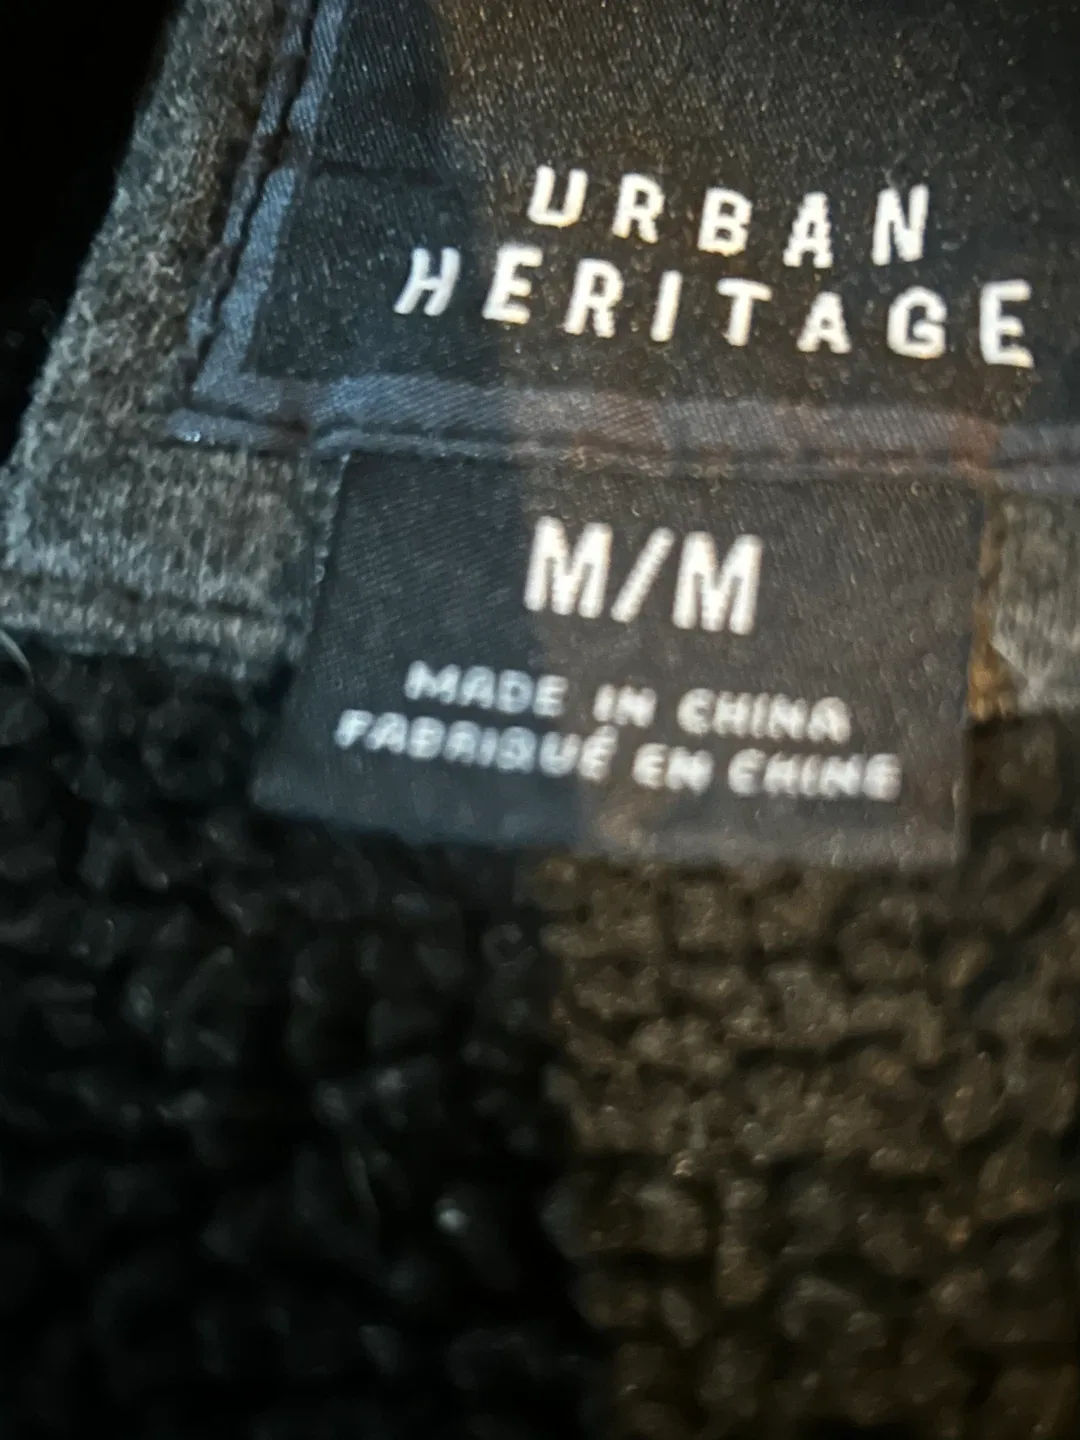 URBAN
HERITAGE
M/M
MADE IN CHINA
FABRIQUÉ EN CHINE